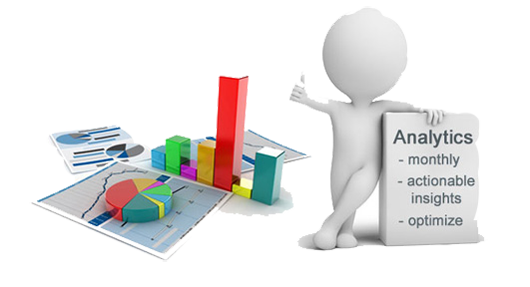 Analytics
- monthly
- actionable
insights
- optimize